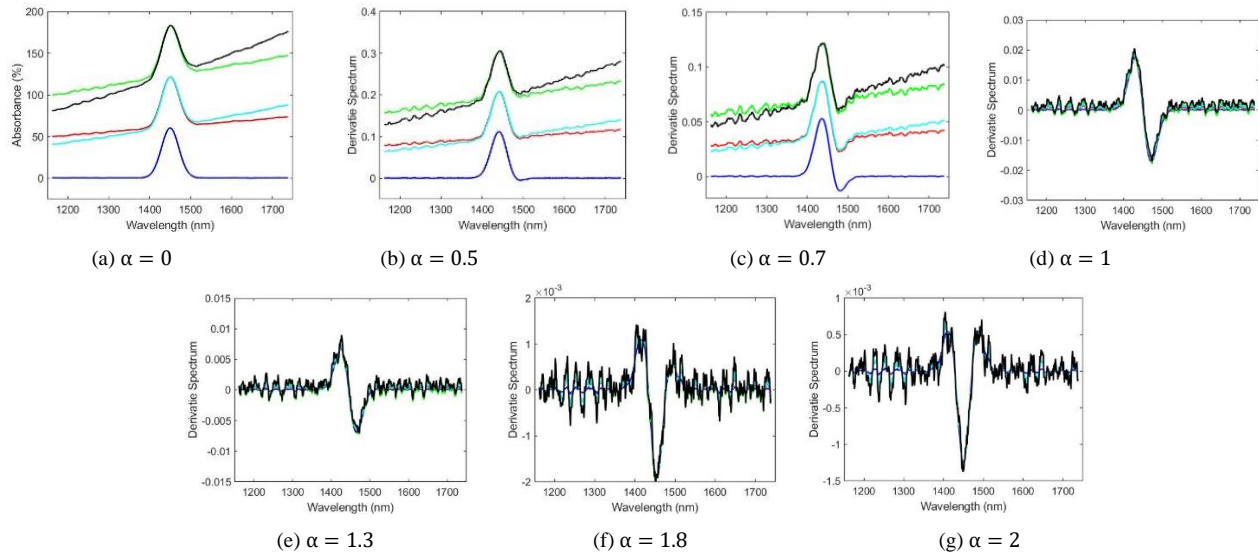 200
150
100
50
0
Absorbance (%)
1200 1300 1400 1500 1600 1700
Wavelength (nm)
(a) α = 0
0.4
0.3
0.2
0.1
0
Derivatie Spectrum
1200 1300 1400 1500 1600 1700
Wavelength (nm)
(b) α = 0.5
0.15
0.1
0.05
0
Derivatie Spectrum
1200 1300 1400 1500 1600 1700
Wavelength (nm)
(c) α = 0.7
0.03
0.02
0.01
0
-0.01
-0.02
-0.03
Derivatie Spectrum
1200 1300 1400 1500 1600 1700
Wavelength (nm)
(d) α = 1
0.015
0.01
0.005
0
-0.005
-0.01
-0.015
Derivatie Spectrum
1200 1300 1400 1500 1600 1700
Wavelength (nm)
(e) α = 1.3
×10⁻³
2
1
0
-1
-2
Derivatie Spectrum
1200 1300 1400 1500 1600 1700
Wavelength (nm)
(f) α = 1.8
×10⁻³
1
0.5
0
-0.5
-1
-1.5
Derivatie Spectrum
1200 1300 1400 1500 1600 1700
Wavelength (nm)
(g) α = 2